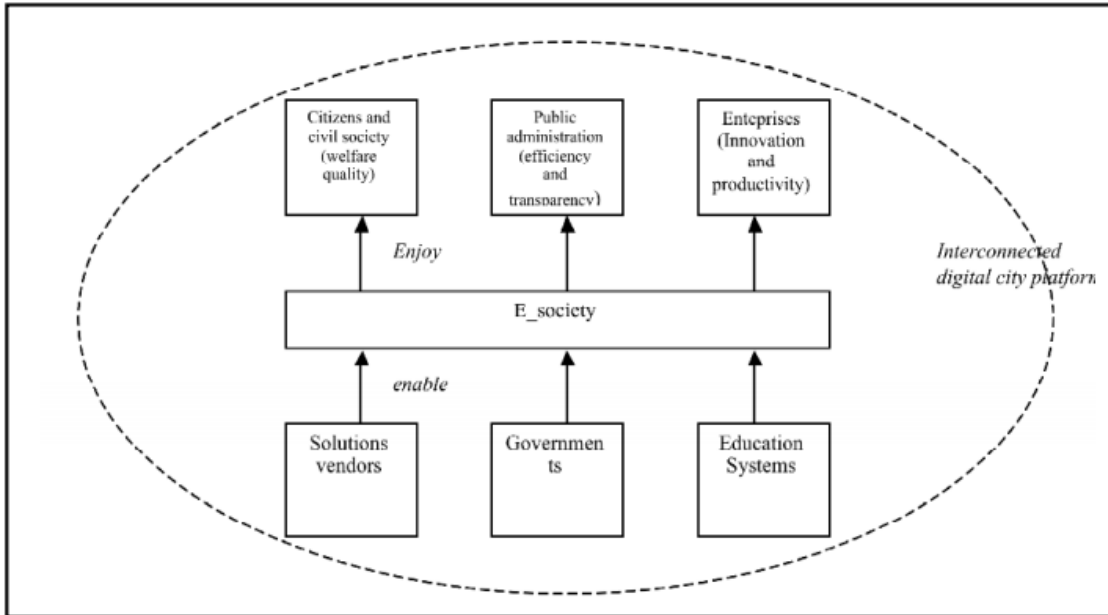 Citizens and
civil society
(welfare
quality)
Public
administration
(efficiency
and
transparency)
Enteprises
(Innovation
and
productivity)
Enjoy
Interconnected
digital city platform
E_society
enable
Solutions
vendors
Governmen
ts
Education
Systems